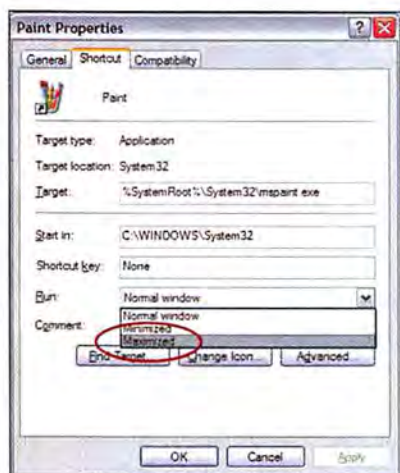 Paint Properties
General Shortcut Compatibility
Paint
Target type: Application
Target location: System32
Target: %SystemRoot%\System32\mspaint exe
Start in: C:\WINDOWS\System32
Shortcut key: None
Run: Normal window
Normal window
Comment: Minimized
Maximized
Find Target... Change Icon... Advanced...
OK Cancel Apply